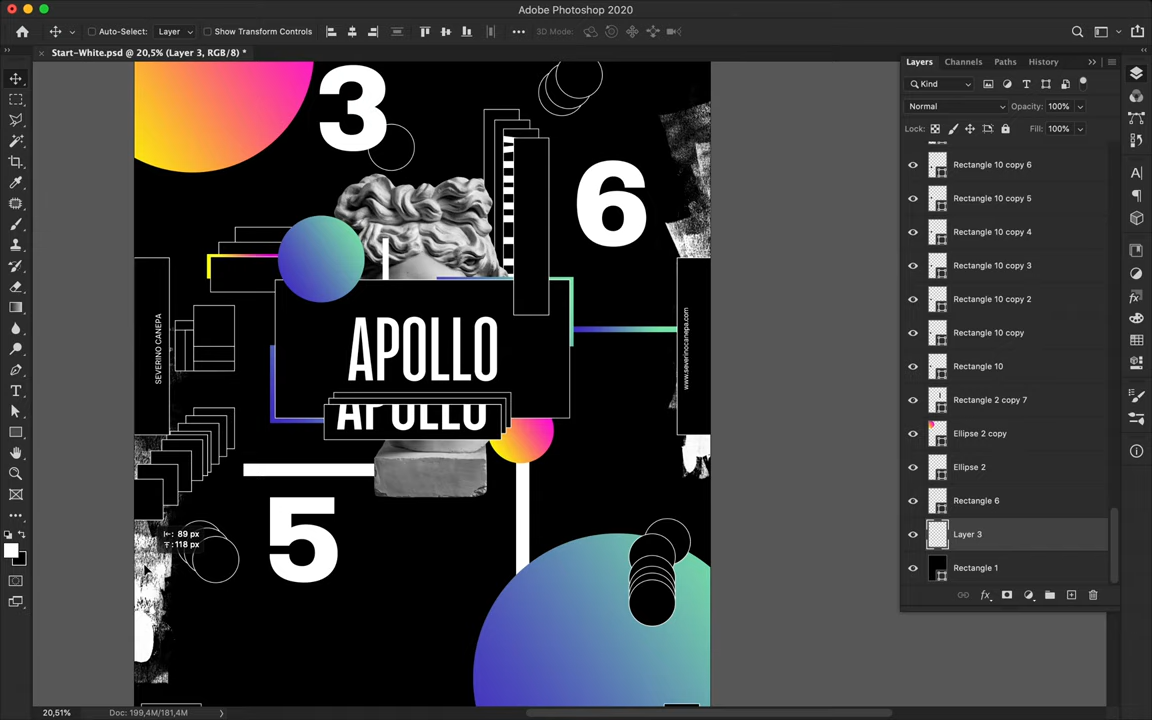 Adobe Photoshop 2020
Auto-Select:
Layer
Show Transform Controls
3D Mode:
Start-White.psd @ 20,5% (Layer 3, RGB/8) *
Layers
Channels
Paths
History
Kind
Normal
Opacity:
100%
Lock:
Fill:
100%
Rectangle 10 copy 6
Rectangle 10 copy 5
Rectangle 10 copy 4
Rectangle 10 copy 3
Rectangle 10 copy 2
Rectangle 10 copy
Rectangle 10
Rectangle 2 copy 7
Ellipse 2 copy
Ellipse 2
Rectangle 6
Layer 3
Rectangle 1
3
6
SEVERINO CANEPA
www.severinocanepa.com
APOLLO
APOLLO
5
: 89 px
: 118 px
20,51%
Doc: 199,4M/181,4M